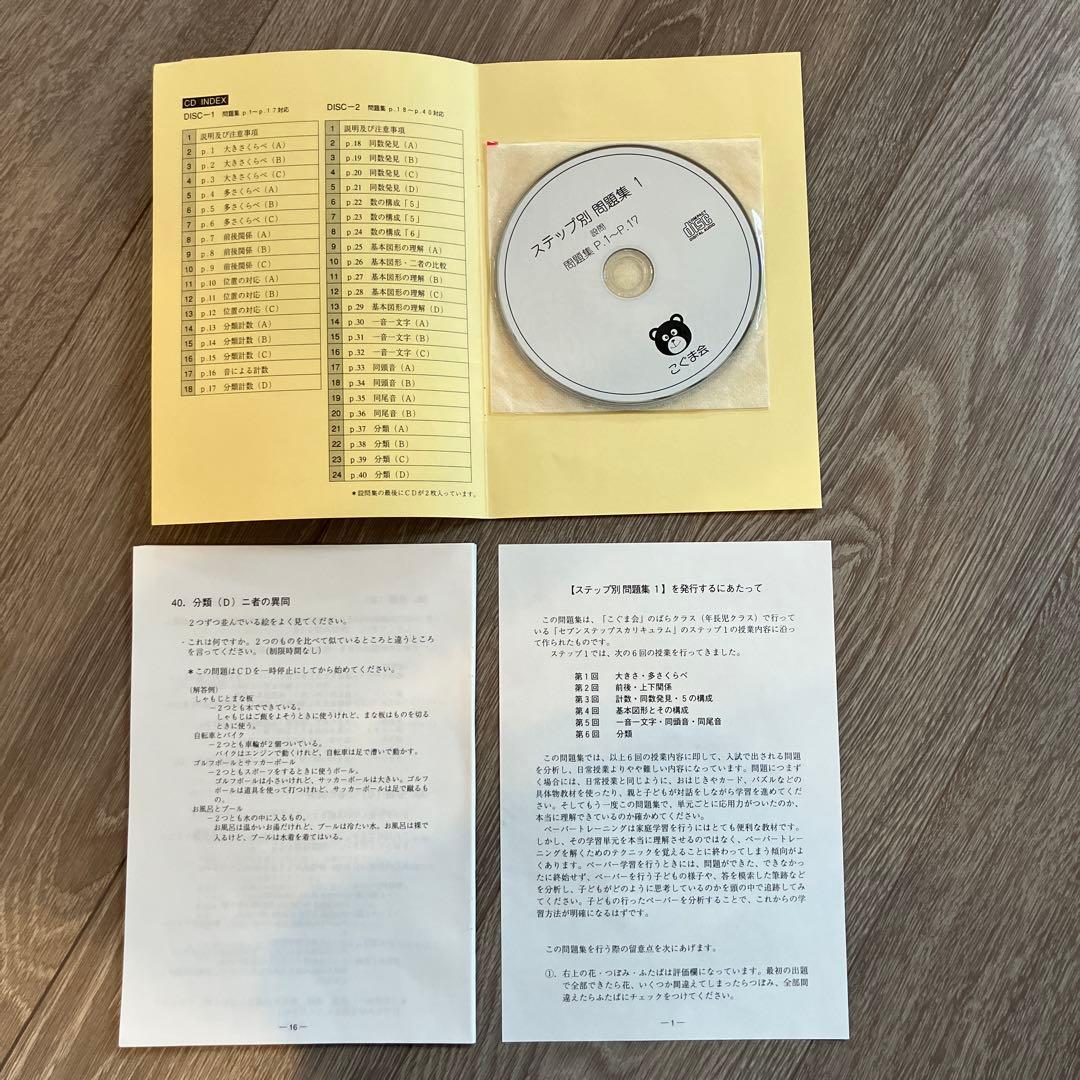 CD INDEX
DISC－1 問題集 p.1～p.17対応
1 説明及び注意事項
2 p.1 大きさくらべ（A）
3 p.2 大きさくらべ（B）
4 p.3 大きさくらべ（C）
5 p.4 多さくらべ（A）
6 p.5 多さくらべ（B）
7 p.6 多さくらべ（C）
8 p.7 前後関係（A）
9 p.8 前後関係（B）
10 p.9 前後関係（C）
11 p.10 位置の対応（A）
12 p.11 位置の対応（B）
13 p.12 位置の対応（C）
14 p.13 分類計数（A）
15 p.14 分類計数（B）
16 p.15 分類計数（C）
17 p.16 音による計数
18 p.17 分類計数（D）
DISC－2 問題集 p.18～p.40対応
1 説明及び注意事項
2 p.18 同数発見（A）
3 p.19 同数発見（B）
4 p.20 同数発見（C）
5 p.21 同数発見（D）
6 p.22 数の構成「5」
7 p.23 数の構成「5」
8 p.24 数の構成「6」
9 p.25 基本図形の理解（A）
10 p.26 基本図形・二者の比較
11 p.27 基本図形の理解（B）
12 p.28 基本図形の理解（C）
13 p.29 基本図形の理解（D）
14 p.30 一音一文字（A）
15 p.31 一音一文字（B）
16 p.32 一音一文字（C）
17 p.33 同頭音（A）
18 p.34 同頭音（B）
19 p.35 同尾音（A）
20 p.36 同尾音（B）
21 p.37 分類（A）
22 p.38 分類（B）
23 p.39 分類（C）
24 p.40 分類（D）
＊設問集の最後にCDが2枚入っています。
ステップ別 問題集 1
設問
問題集 P.1～P.17
COMPACT
disc
DIGITAL AUDIO
こぐま会
40．分類（D）ニ者の異同
2つずつ並んでいる絵をよく見てください。
・これは何ですか。2つのものを比べて似ているところと違うところ
を言ってください。（制限時間なし）
＊この問題はCDを一時停止にしてから始めてください。
〔解答例〕
しゃもじとまな板
－2つとも木でできている。
しゃもじはご飯をよそうときに使うけれど、まな板はものを切る
ときに使う。
自転車とバイク
－2つとも車輪が2個ついている。
バイクはエンジンで動くけれど、自転車は足で漕いで動かす。
ゴルフボールとサッカーボール
－2つともスポーツをするときに使うボール。
ゴルフボールは小さいけれど、サッカーボールは大きい。ゴルフ
ボールは道具を使って打つけれど、サッカーボールは足で蹴るも
の。
お風呂とプール
－2つとも水の中に入るもの。
お風呂は温かいお湯だけれど、プールは冷たい水。お風呂は裸で
入るけど、プールは水着を着てはいる。
－16－
【ステップ別 問題集 1】を発行するにあたって
この問題集は、「こぐま会」のばらクラス（年長児クラス）で行って
いる「セブンステップスカリキュラム」のステップ1の授業内容に沿っ
て作られたものです。
ステップ1では、次の6回の授業を行ってきました。
第1回 大きさ・多さくらべ
第2回 前後・上下関係
第3回 計数・同数発見・5の構成
第4回 基本図形とその構成
第5回 一音一文字・同頭音・同尾音
第6回 分類
この問題集では、以上6回の授業内容に即して、入試で出される問題
を分析し、日常授業よりやや難しい内容になっています。問題につまず
く場合には、日常授業と同じように、おはじきやカード、パズルなどの
具体物教材を使ったり、親と子どもが対話をしながら学習を進めてくだ
さい。そしてもう一度この問題集で、単元ごとに応用力がついたのか、
本当に理解できているのか確かめてください。
ペーパートレーニングは家庭学習を行うにはとても便利な教材です。
しかし、その学習単元を本当に理解させるのではなく、ペーパートレー
ニングを解くためのテクニックを覚えることに終わってしまう傾向がよ
くあります。ペーパー学習を行うときには、問題ができた、できなかっ
たに終始せず、ペーパーを行う子どもの様子や、答を模索した筆跡など
を分析し、子どもがどのように思考しているのかを頭の中で追跡してみ
てください。子どもの行ったペーパーを分析することで、これからの学
習方法が明確になるはずです。
この問題集を行う際の留意点を次にあげます。
①．右上の花・つぼみ・ふたばは評価欄になっています。最初の出題
で全部できたら花、いくつか間違えてしまったらつぼみ、全部間
違えたらふたばにチェックをつけてください。
－1－